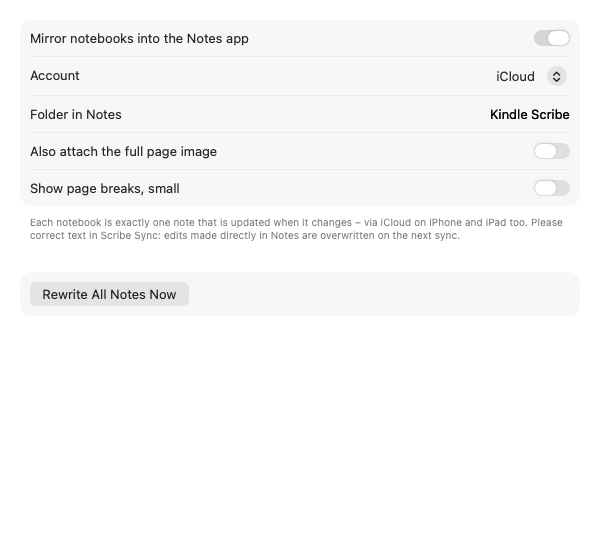 Mirror notebooks into the Notes app
Account iCloud
Folder in Notes Kindle Scribe
Also attach the full page image
Show page breaks, small
Each notebook is exactly one note that is updated when it changes – via iCloud on iPhone and iPad too. Please
correct text in Scribe Sync: edits made directly in Notes are overwritten on the next sync.
Rewrite All Notes Now